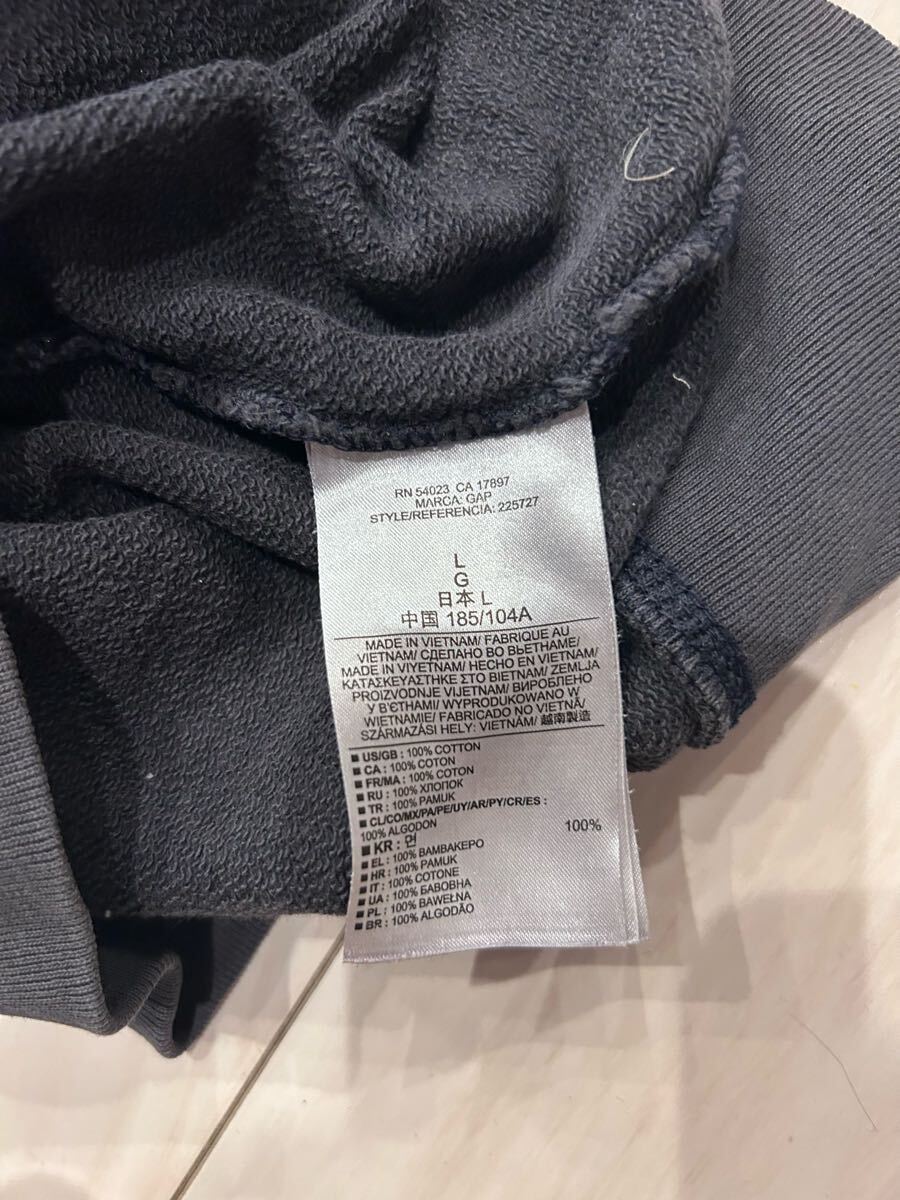 RN 54023 CA 17897
MARCA: GAP
STYLE/REFERENCIA: 225727
L
G
日本 L
中国 185/104A
MADE IN VIETNAM/ FABRIQUE AU
VIETNAM/ СДЕЛАНО ВО ВЬЕТНАМЕ/
MADE IN VIYETNAM/ HECHO EN VIETNAM/
ΚΑΤΑΣΚΕΥΑΣΤΗΚΕ ΣΤΟ ΒΙΕΤΝΑΜ/ ZEMLJA
PROIZVODNJE VIJETNAM/ ВИРОБЛЕНО
У В'ЄТНАМІ/ WYPRODUKOWANO W
WIETNAMIE/ FABRICADO NO VIETNÃ/
SZÁRMAZÁSI HELY: VIETNÁM/ 越南製造
■ US/GB : 100% COTTON
■ CA : 100% COTON
■ FR/MA : 100% COTON
■ RU : 100% ХЛОПОК
■ TR : 100% PAMUK
■ CL/CO/MX/PA/PE/UY/AR/PY/CR/ES :
100% ALGODON
■ KR : 면 100%
■ EL : 100% ΒΑΜΒΑΚΕΡΟ
■ HR : 100% PAMUK
■ IT : 100% COTONE
■ UA : 100% БАВОВНА
■ PL : 100% BAWEŁNA
■ BR : 100% ALGODÃO